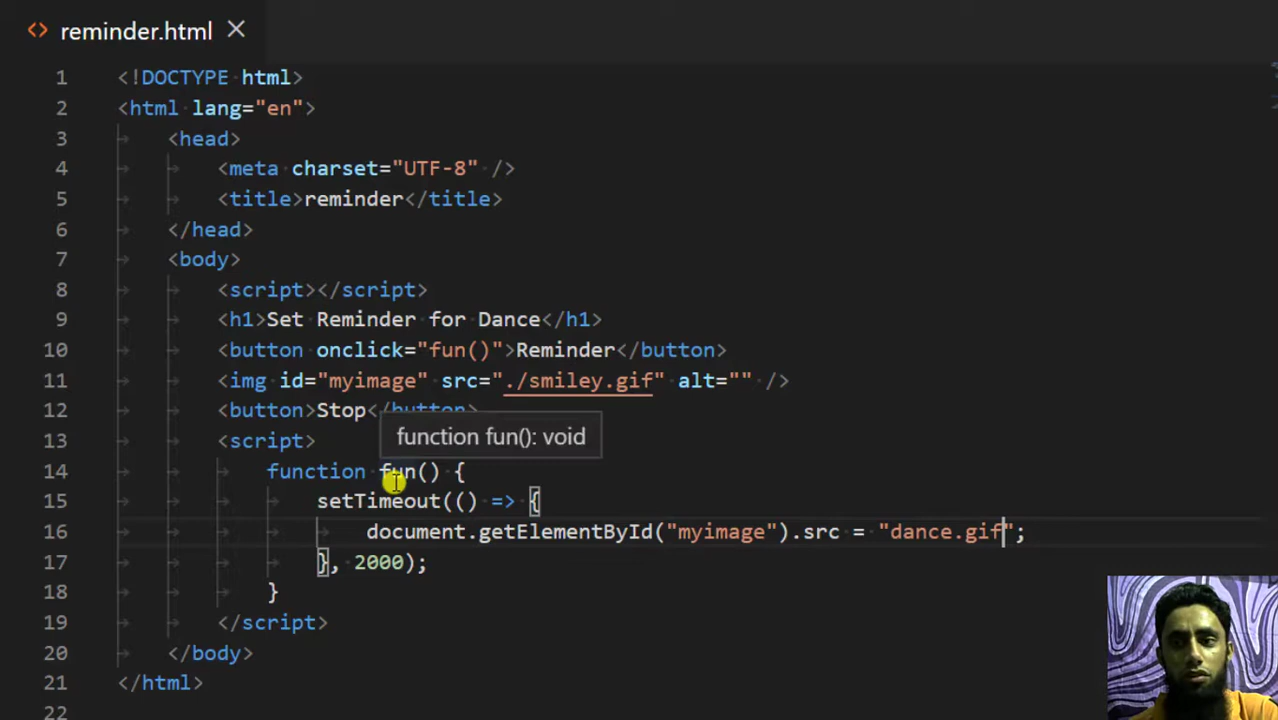 reminder.html
1 <!DOCTYPE html>
2 <html lang="en">
3 <head>
4 <meta charset="UTF-8" />
5 <title>reminder</title>
6 </head>
7 <body>
8 <script></script>
9 <h1>Set Reminder for Dance</h1>
10 <button onclick="fun()">Reminder</button>
11 <img id="myimage" src="./smiley.gif" alt="" />
12 <button>Stop</button>
13 <script>
function fun(): void
14 function fun() {
15 setTimeout(() => {
16 document.getElementById("myimage").src = "dance.gif";
17 }, 2000);
18 }
19 </script>
20 </body>
21 </html>
22